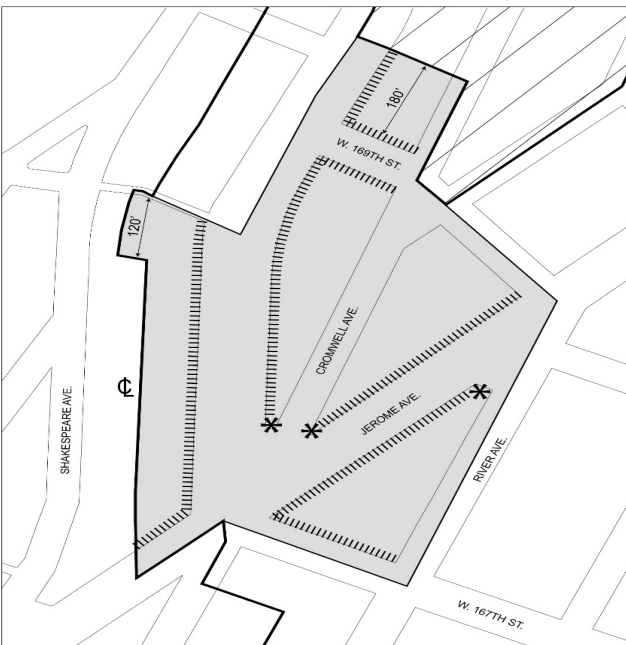 180'
W. 169TH ST.
120'
CROMWELL AVE.
℄
SHAKESPEARE AVE.
JEROME AVE.
RIVER AVE.
W. 167TH ST.